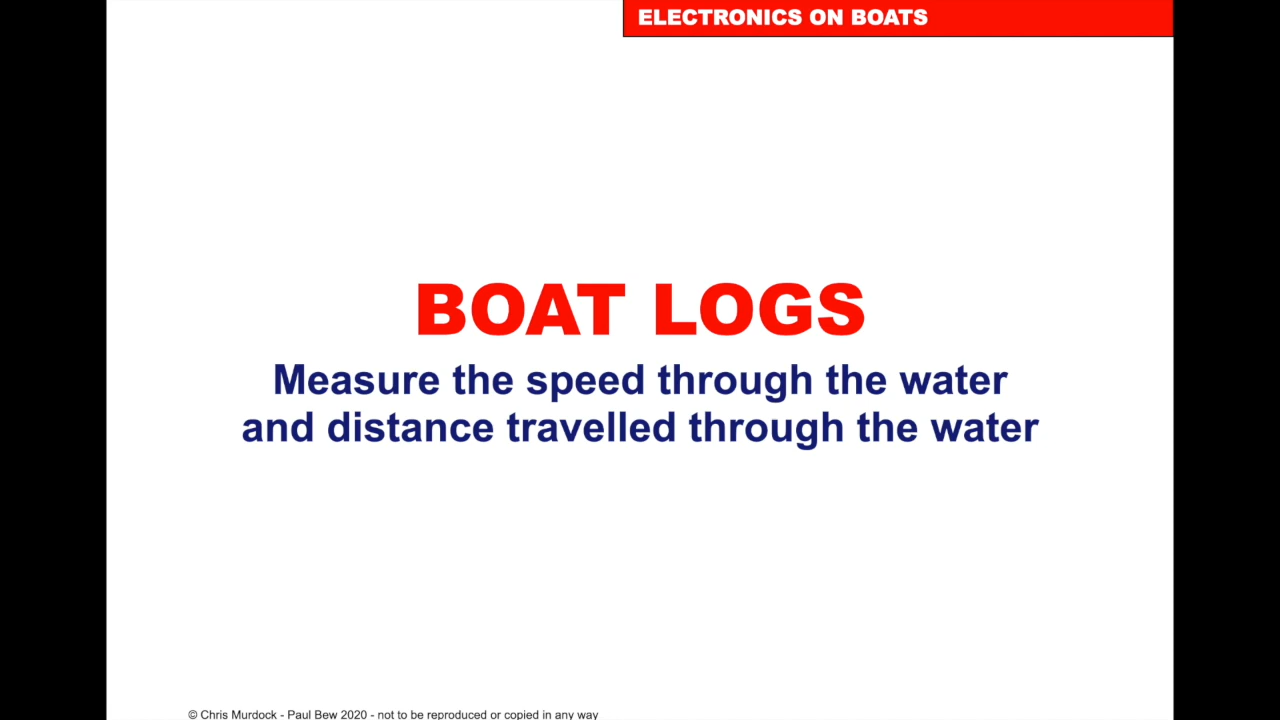 ELECTRONICS ON BOATS
BOAT LOGS
Measure the speed through the water
and distance travelled through the water
© Chris Murdock - Paul Bew 2020 - not to be reproduced or copied in any way